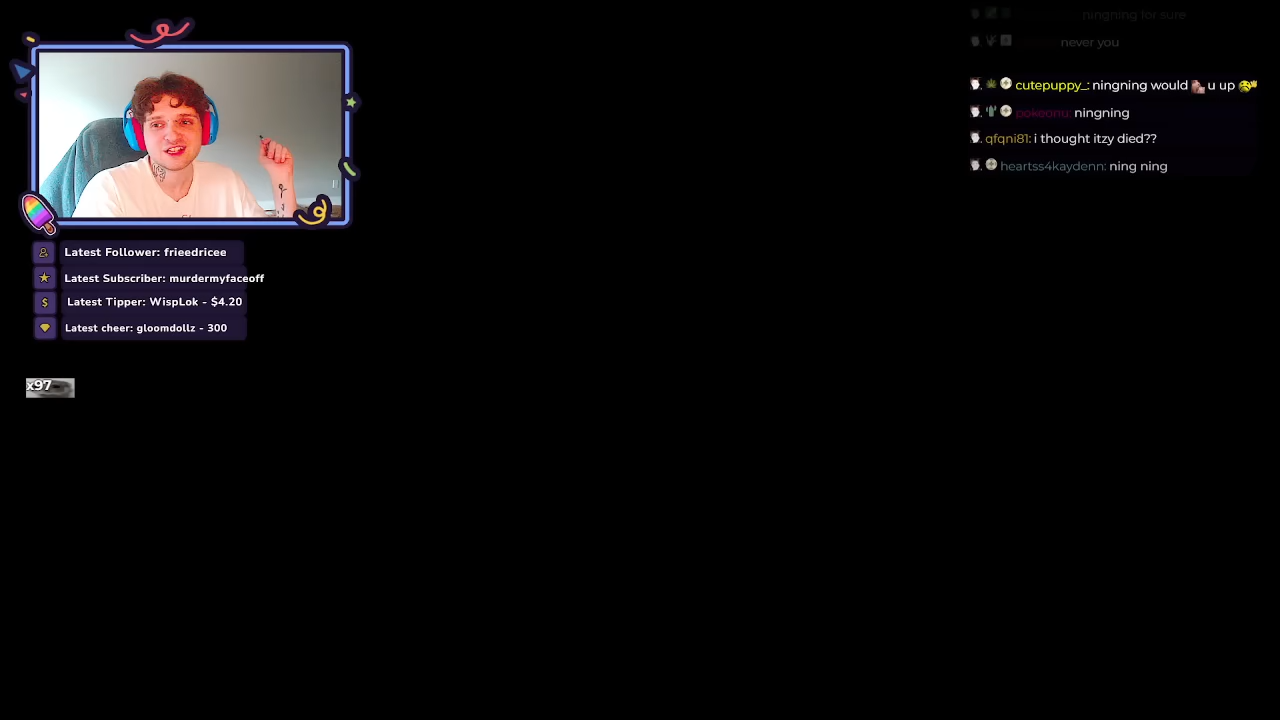 Latest Follower: frieedricee
Latest Subscriber: murdermyfaceoff
Latest Tipper: WispLok - $4.20
Latest cheer: gloomdollz - 300
x97
ningning for sure
never you
cutepuppy_: ningning would u up
pokeorru: ningning
qfqni81: i thought itzy died??
heartss4kaydenn: ning ning